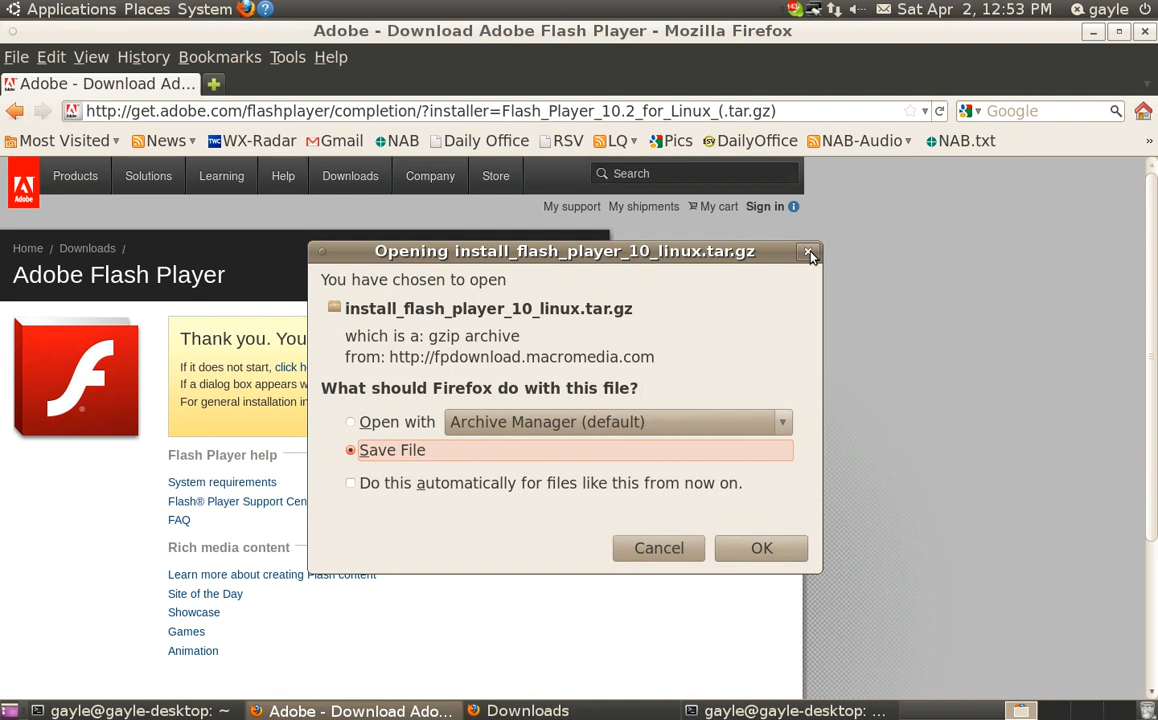 Applications Places System
143
Sat Apr 2, 12:53 PM gayle
Adobe - Download Adobe Flash Player - Mozilla Firefox
File Edit View History Bookmarks Tools Help
Adobe - Download Ad...
http://get.adobe.com/flashplayer/completion/?installer=Flash_Player_10.2_for_Linux_(.tar.gz)
Google
Most Visited News WX-Radar Gmail NAB Daily Office RSV LQ Pics DailyOffice NAB-Audio NAB.txt »
Adobe
Products Solutions Learning Help Downloads Company Store Search
My support My shipments My cart Sign in
Home / Downloads /
Adobe Flash Player
Opening install_flash_player_10_linux.tar.gz
You have chosen to open
install_flash_player_10_linux.tar.gz
which is a: gzip archive
from: http://fpdownload.macromedia.com
What should Firefox do with this file?
Open with Archive Manager (default)
Save File
Do this automatically for files like this from now on.
Cancel OK
Thank you. You
If it does not start, click h
If a dialog box appears w
For general installation in
Flash Player help
System requirements
Flash® Player Support Cen
FAQ
Rich media content
Learn more about creating Flash content
Site of the Day
Showcase
Games
Animation
gayle@gayle-desktop: ~ Adobe - Download Ado... Downloads gayle@gayle-desktop: ...